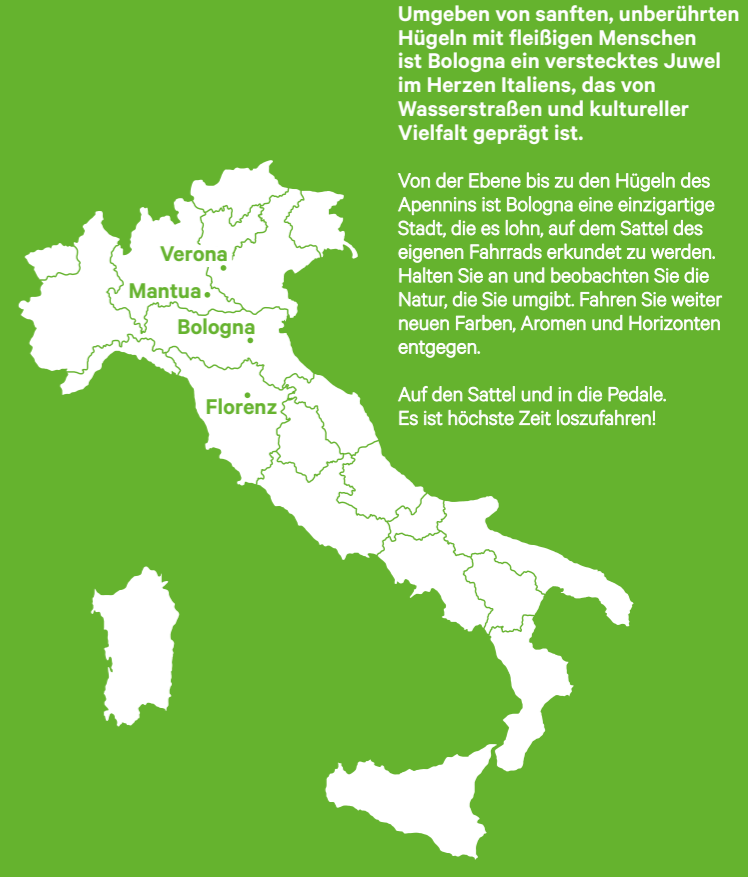 Umgeben von sanften, unberührten
Hügeln mit fleißigen Menschen
ist Bologna ein verstecktes Juwel
im Herzen Italiens, das von
Wasserstraßen und kultureller
Vielfalt geprägt ist.
Von der Ebene bis zu den Hügeln des
Apennins ist Bologna eine einzigartige
Stadt, die es lohn, auf dem Sattel des
eigenen Fahrrads erkundet zu werden.
Halten Sie an und beobachten Sie die
Natur, die Sie umgibt. Fahren Sie weiter
neuen Farben, Aromen und Horizonten
entgegen.
Auf den Sattel und in die Pedale.
Es ist höchste Zeit loszufahren!
Verona
Mantua
Bologna
Florenz